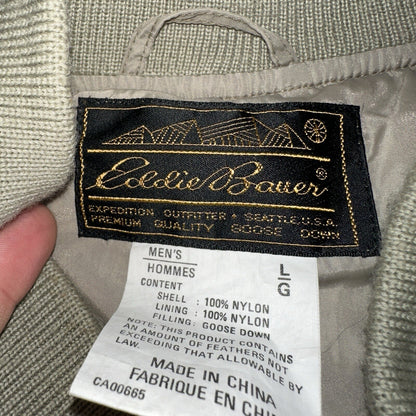 Eddie Bauer ®
EXPEDITION OUTFITTER • SEATTLE, U.S.A.
PREMIUM QUALITY GOOSE DOWN
MEN'S L
HOMMES G
CONTENT
SHELL : 100% NYLON
LINING : 100% NYLON
FILLING: GOOSE DOWN
NOTE: THIS PRODUCT CONTAINS
AN AMOUNT OF FEATHERS NOT
EXCEEDING THAT ALLOWABLE BY
LAW.
MADE IN CHINA
FABRIQUE EN CHI
CA00665